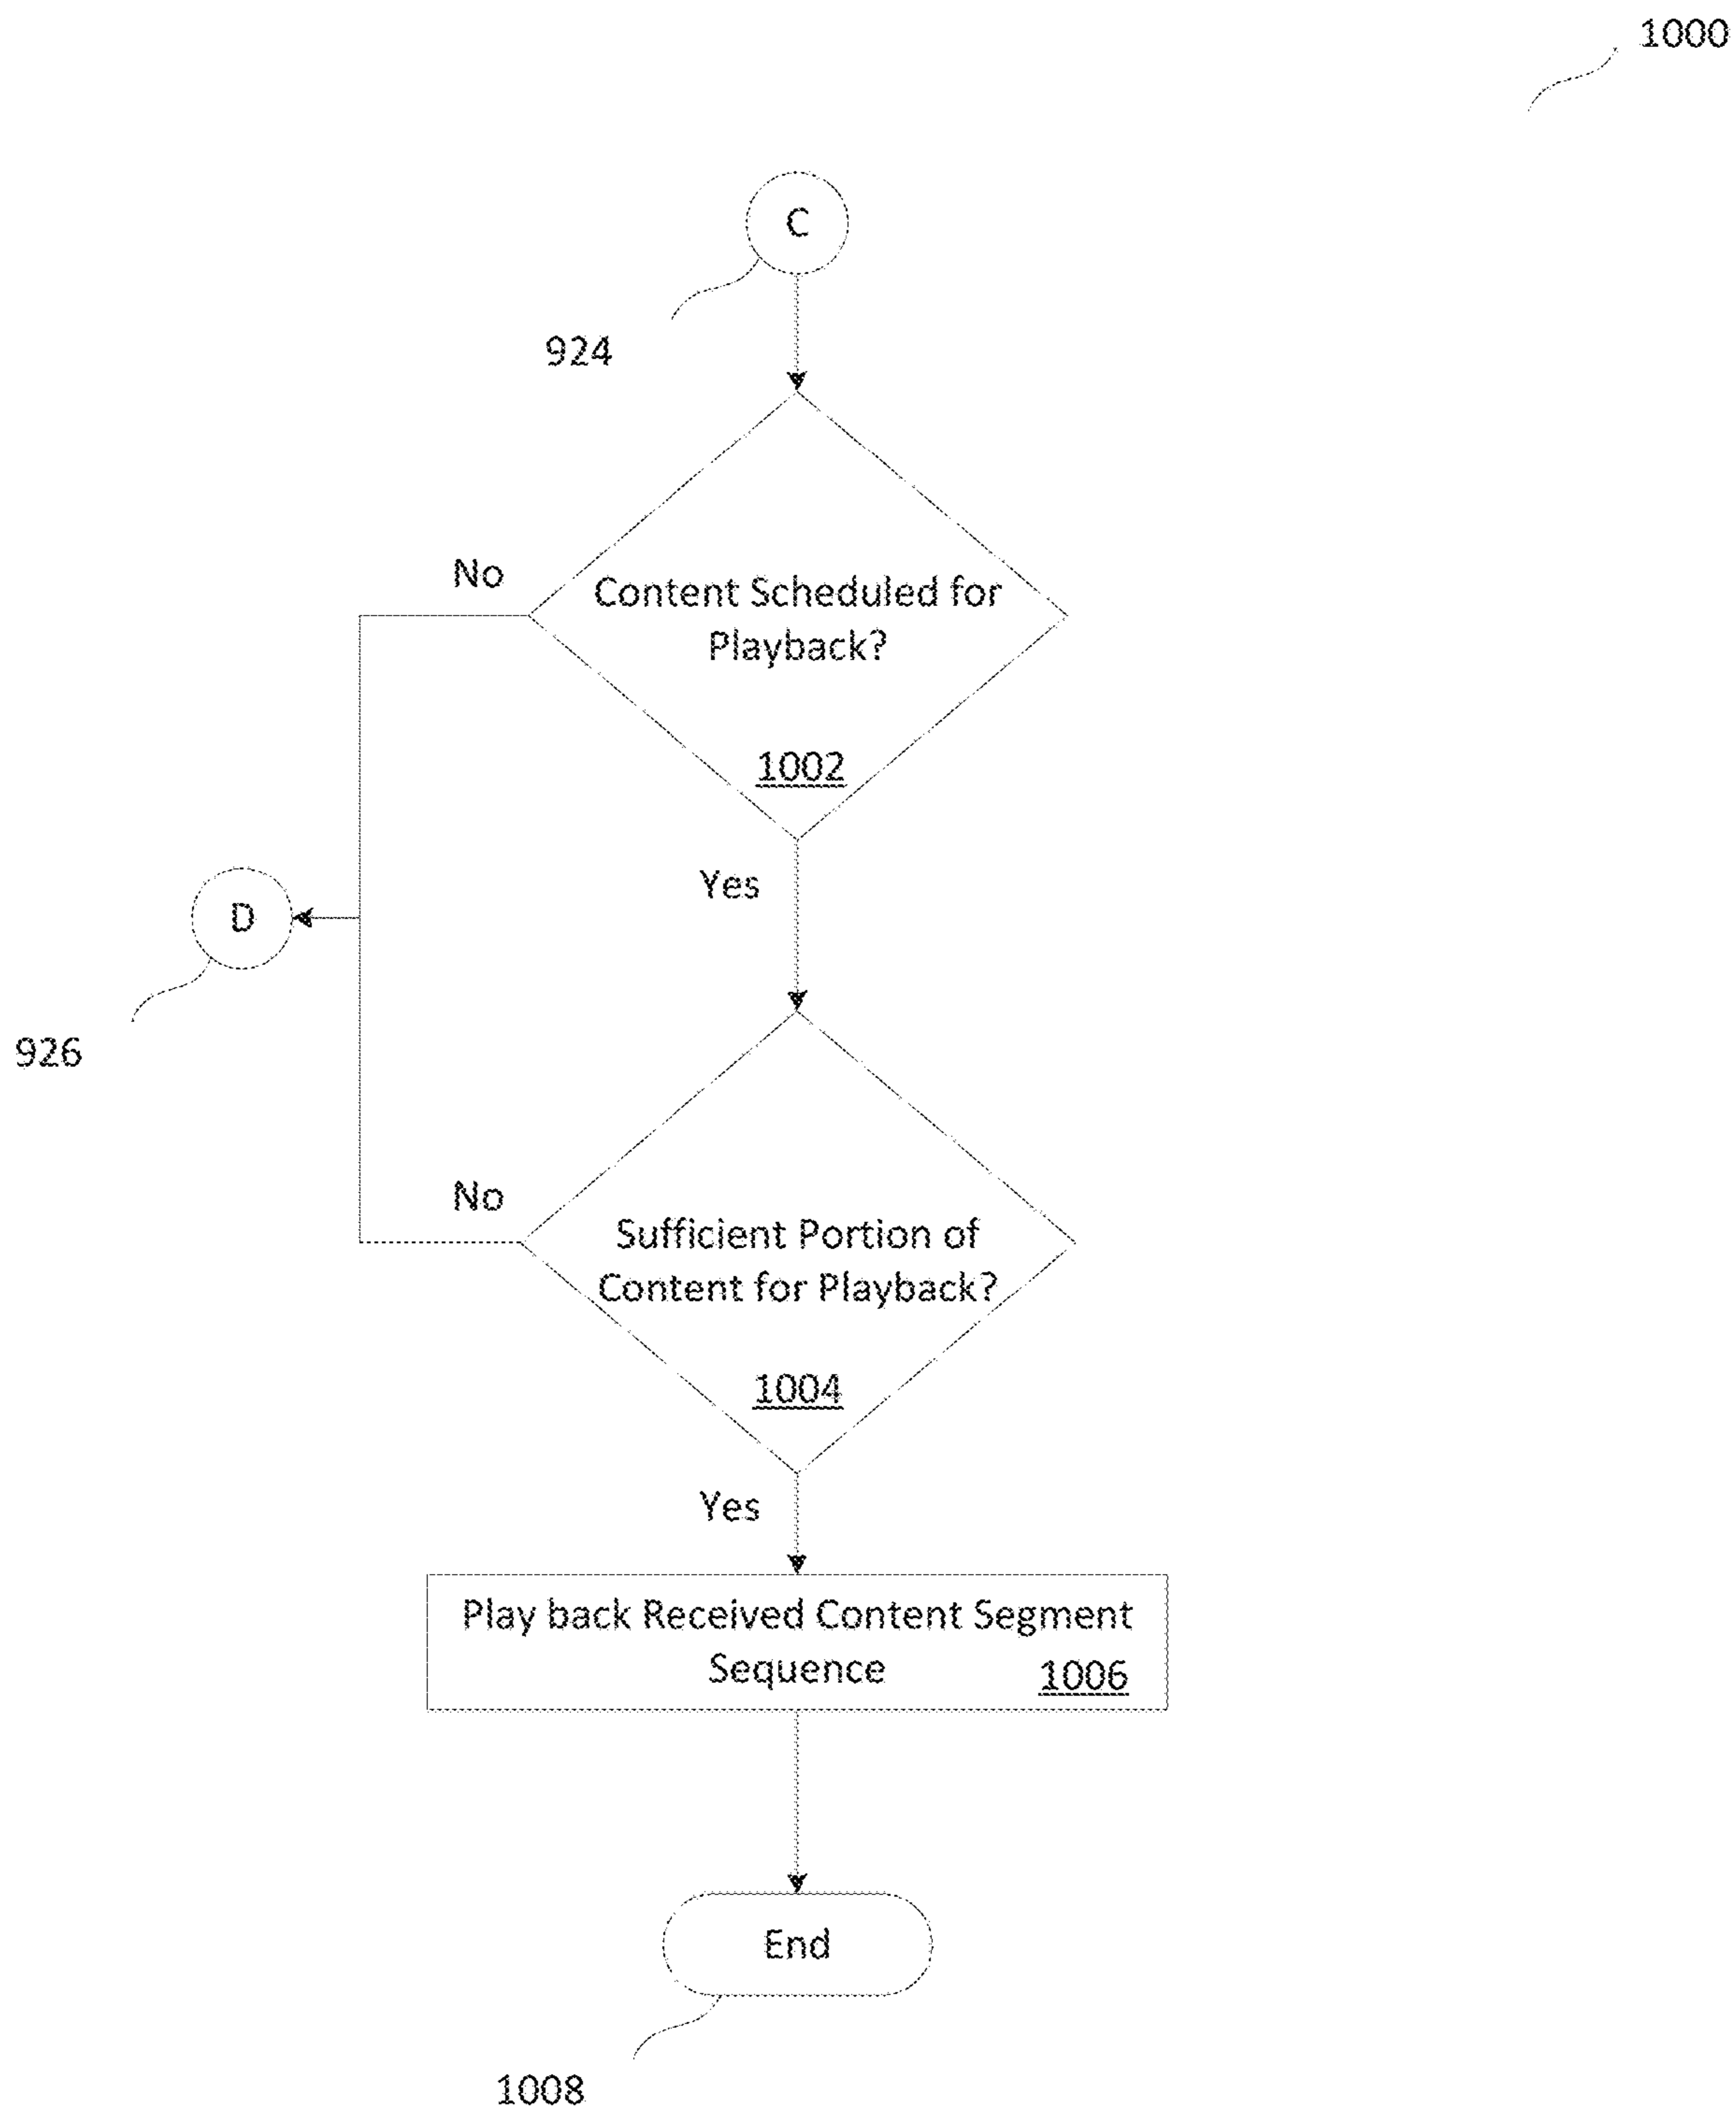 1000
C
924
No
Content Scheduled for
Playback?
1002
Yes
D
926
No
Sufficient Portion of
Content for Playback?
1004
Yes
Play back Received Content Segment
Sequence 1006
End
1008